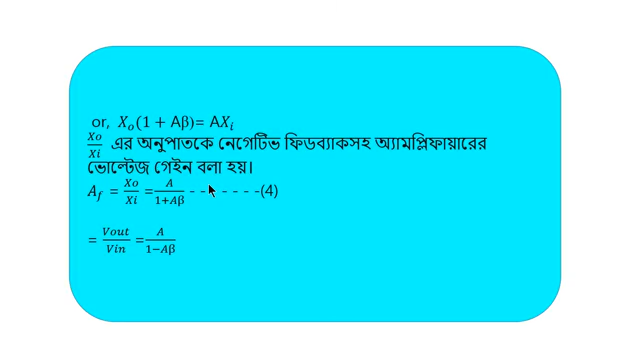 or, Xₒ(1 + Aβ)= AXᵢ
Xo/Xi এর অনুপাতকে নেগেটিভ ফিডব্যাকসহ অ্যামপ্লিফায়ারের
ভোল্টেজ গেইন বলা হয়।
A_f = Xo/Xi =A/1+Aβ - - - - - - - -(4)
= Vout/Vin =A/1−Aβ